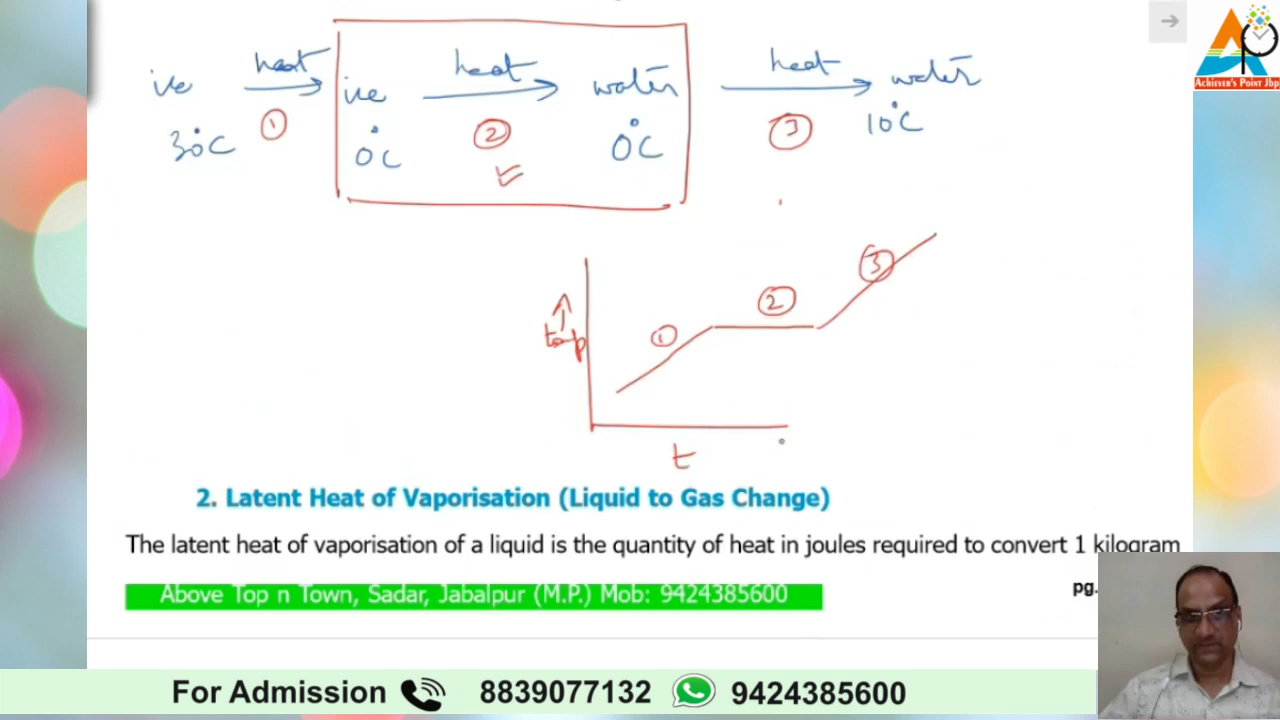 ACHIEVER'S POINT JBP
heat heat heat
ice ice water water
① ② ③
30°C 0°C 0°C 10°C
③
②
①
temp
t
2. Latent Heat of Vaporisation (Liquid to Gas Change)
The latent heat of vaporisation of a liquid is the quantity of heat in joules required to convert 1 kilogram
Above Top n Town, Sadar, Jabalpur (M.P.) Mob: 9424385600
pg.
For Admission 8839077132 9424385600